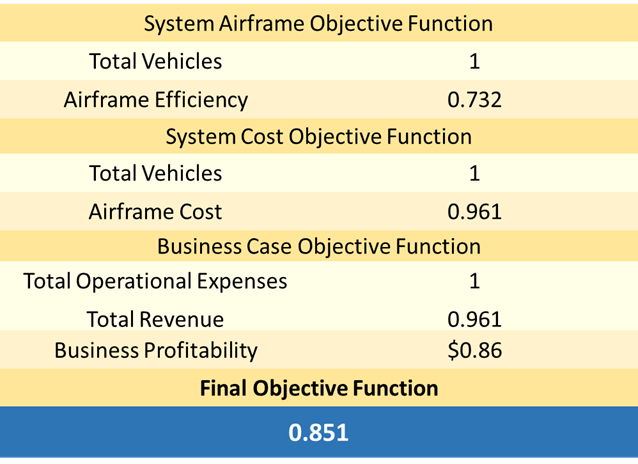 System Airframe Objective Function
Total Vehicles 1
Airframe Efficiency 0.732
System Cost Objective Function
Total Vehicles 1
Airframe Cost 0.961
Business Case Objective Function
Total Operational Expenses 1
Total Revenue 0.961
Business Profitability $0.86
Final Objective Function
0.851